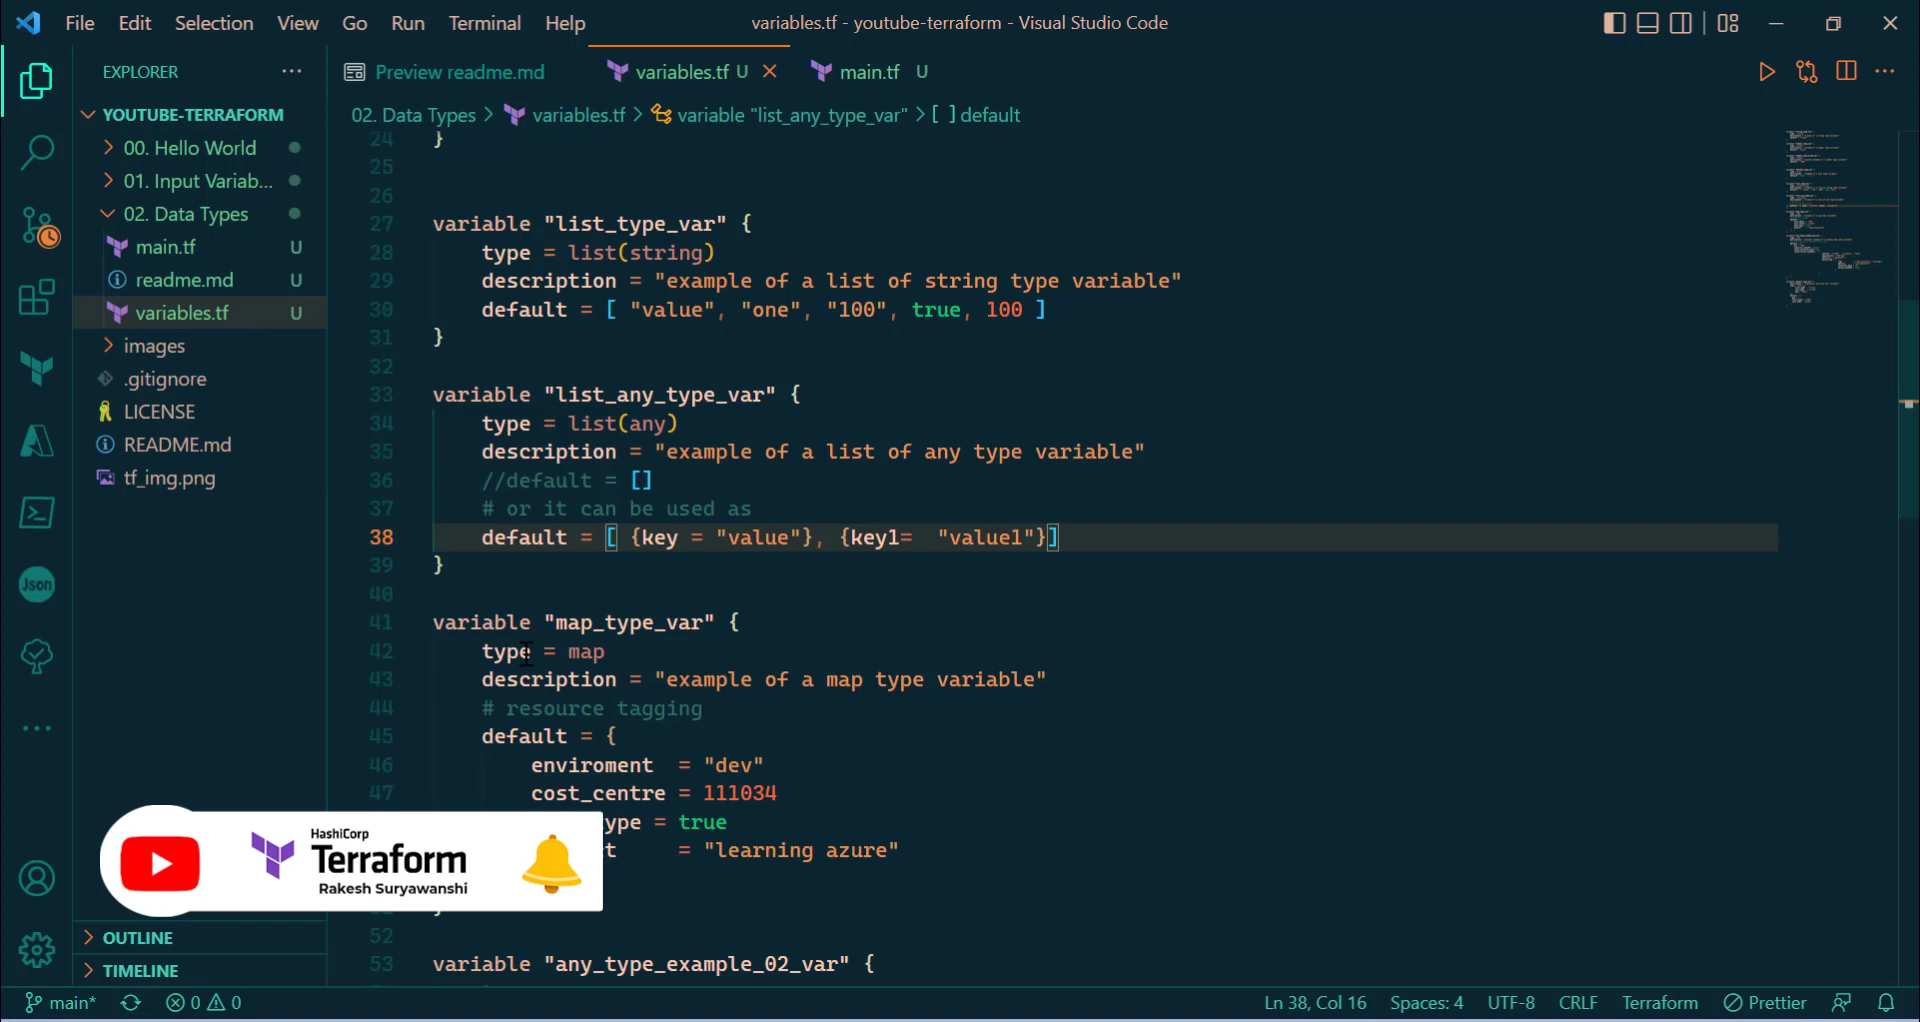 File Edit Selection View Go Run Terminal Help variables.tf - youtube-terraform - Visual Studio Code
EXPLORER
Preview readme.md variables.tf U main.tf U
YOUTUBE-TERRAFORM
02. Data Types > variables.tf > variable "list_any_type_var" > [ ] default
00. Hello World
01. Input Variab...
02. Data Types
main.tf U
readme.md U
variables.tf U
images
.gitignore
LICENSE
README.md
tf_img.png
24 }
25
26
27 variable "list_type_var" {
28 type = list(string)
29 description = "example of a list of string type variable"
30 default = [ "value", "one", "100", true, 100 ]
31 }
32
33 variable "list_any_type_var" {
34 type = list(any)
35 description = "example of a list of any type variable"
36 //default = []
37 # or it can be used as
38 default = [ {key = "value"}, {key1=  "value1"}]
39 }
40
41 variable "map_type_var" {
42 type = map
43 description = "example of a map type variable"
44 # resource tagging
45 default = {
46 enviroment  = "dev"
47 cost_centre = 111034
ype = true
t     = "learning azure"
52
53 variable "any_type_example_02_var" {
Json
HashiCorp
Terraform
Rakesh Suryawanshi
OUTLINE
TIMELINE
main* 0 0 Ln 38, Col 16 Spaces: 4 UTF-8 CRLF Terraform Prettier